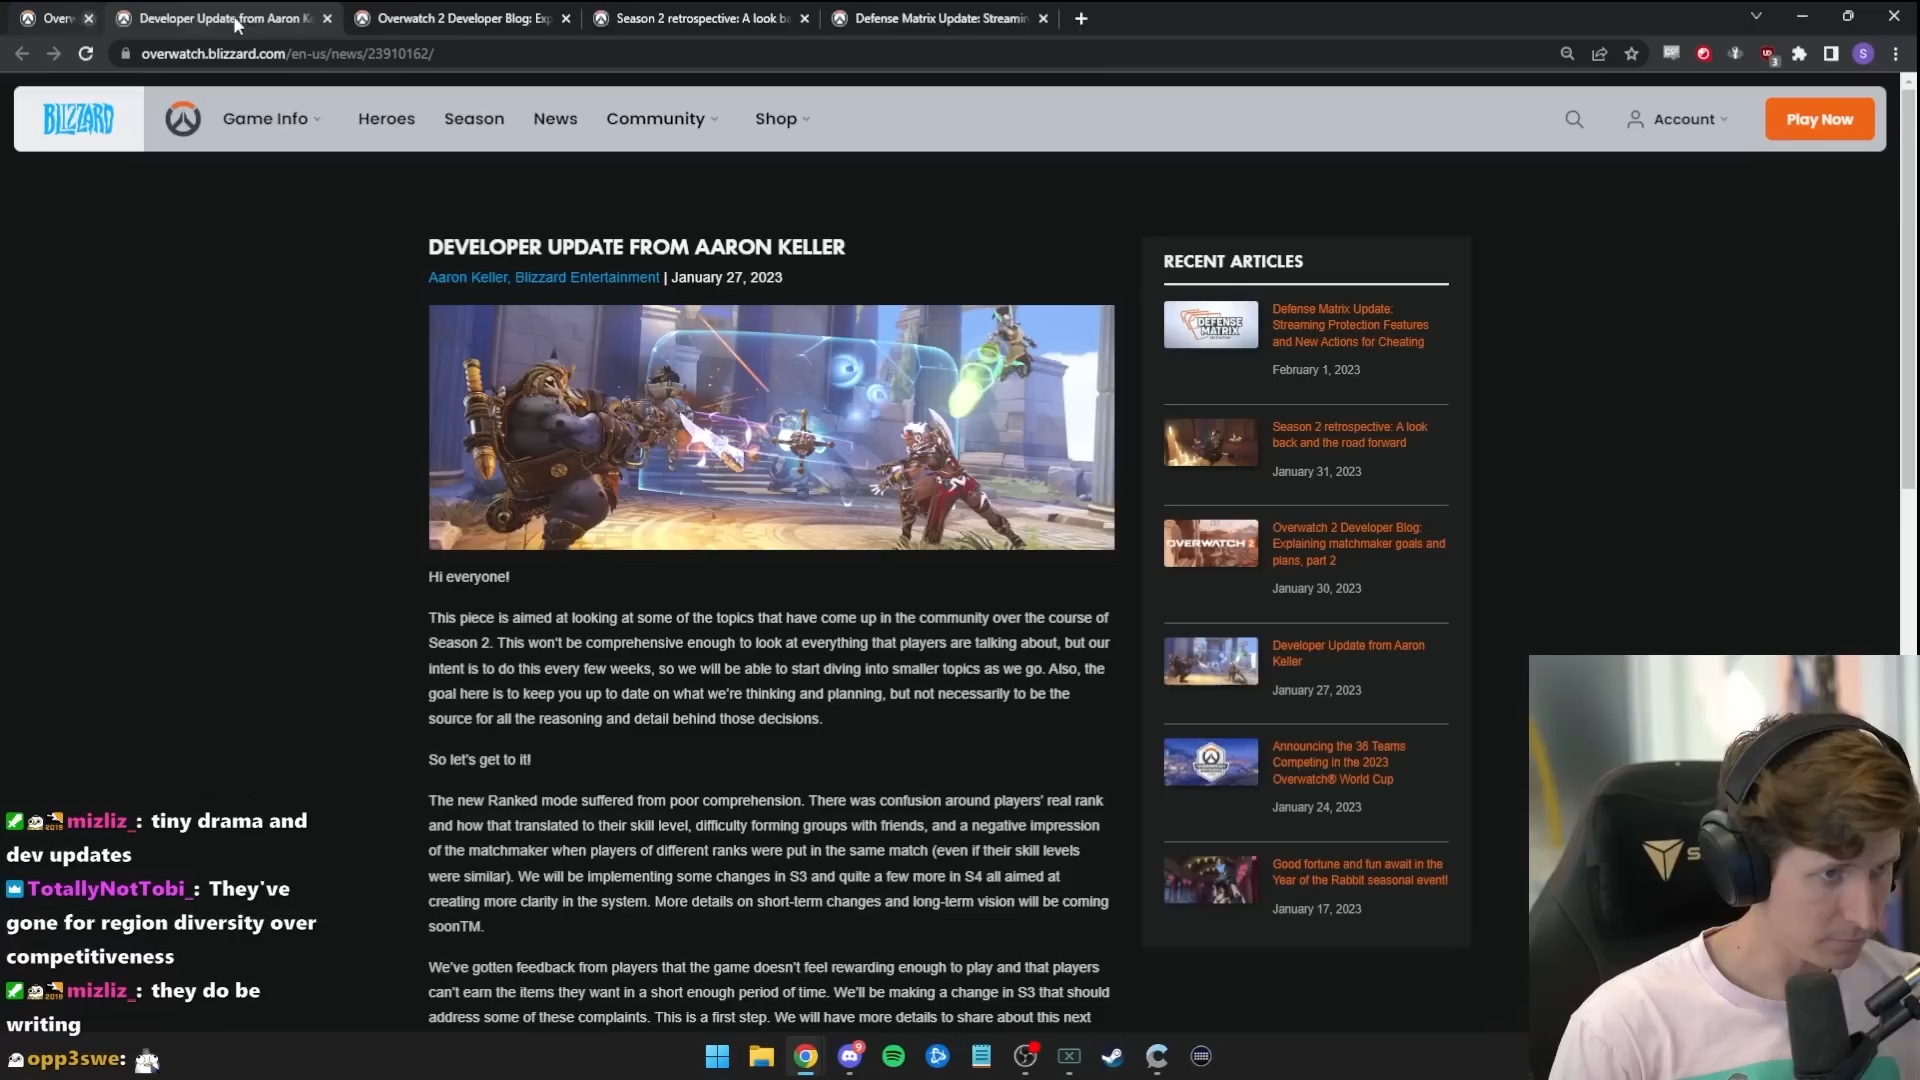 Overv
Developer Update from Aaron Ke
Overwatch 2 Developer Blog: Exp
Season 2 retrospective: A look ba
Defense Matrix Update: Streamin
overwatch.blizzard.com/en-us/news/23910162/
S
3
BLIZZARD
Game Info
Heroes
Season
News
Community
Shop
Account
Play Now
DEVELOPER UPDATE FROM AARON KELLER
Aaron Keller, Blizzard Entertainment | January 27, 2023
Hi everyone!
This piece is aimed at looking at some of the topics that have come up in the community over the course of
Season 2. This won't be comprehensive enough to look at everything that players are talking about, but our
intent is to do this every few weeks, so we will be able to start diving into smaller topics as we go. Also, the
goal here is to keep you up to date on what we're thinking and planning, but not necessarily to be the
source for all the reasoning and detail behind those decisions.
So let's get to it!
The new Ranked mode suffered from poor comprehension. There was confusion around players' real rank
and how that translated to their skill level, difficulty forming groups with friends, and a negative impression
of the matchmaker when players of different ranks were put in the same match (even if their skill levels
were similar). We will be implementing some changes in S3 and quite a few more in S4 all aimed at
creating more clarity in the system. More details on short-term changes and long-term vision will be coming
soonTM.
We've gotten feedback from players that the game doesn't feel rewarding enough to play and that players
can't earn the items they want in a short enough period of time. We'll be making a change in S3 that should
address some of these complaints. This is a first step. We will have more details to share about this next
RECENT ARTICLES
DEFENSE
MATRIX
Defense Matrix Update:
Streaming Protection Features
and New Actions for Cheating
February 1, 2023
Season 2 retrospective: A look
back and the road forward
January 31, 2023
OVERWATCH 2
Overwatch 2 Developer Blog:
Explaining matchmaker goals and
plans, part 2
January 30, 2023
Developer Update from Aaron
Keller
January 27, 2023
Announcing the 36 Teams
Competing in the 2023
Overwatch® World Cup
January 24, 2023
Good fortune and fun await in the
Year of the Rabbit seasonal event!
January 17, 2023
mizliz_: tiny drama and
dev updates
TotallyNotTobi_: They've
gone for region diversity over
competitiveness
mizliz_: they do be
writing
opp3swe:
9